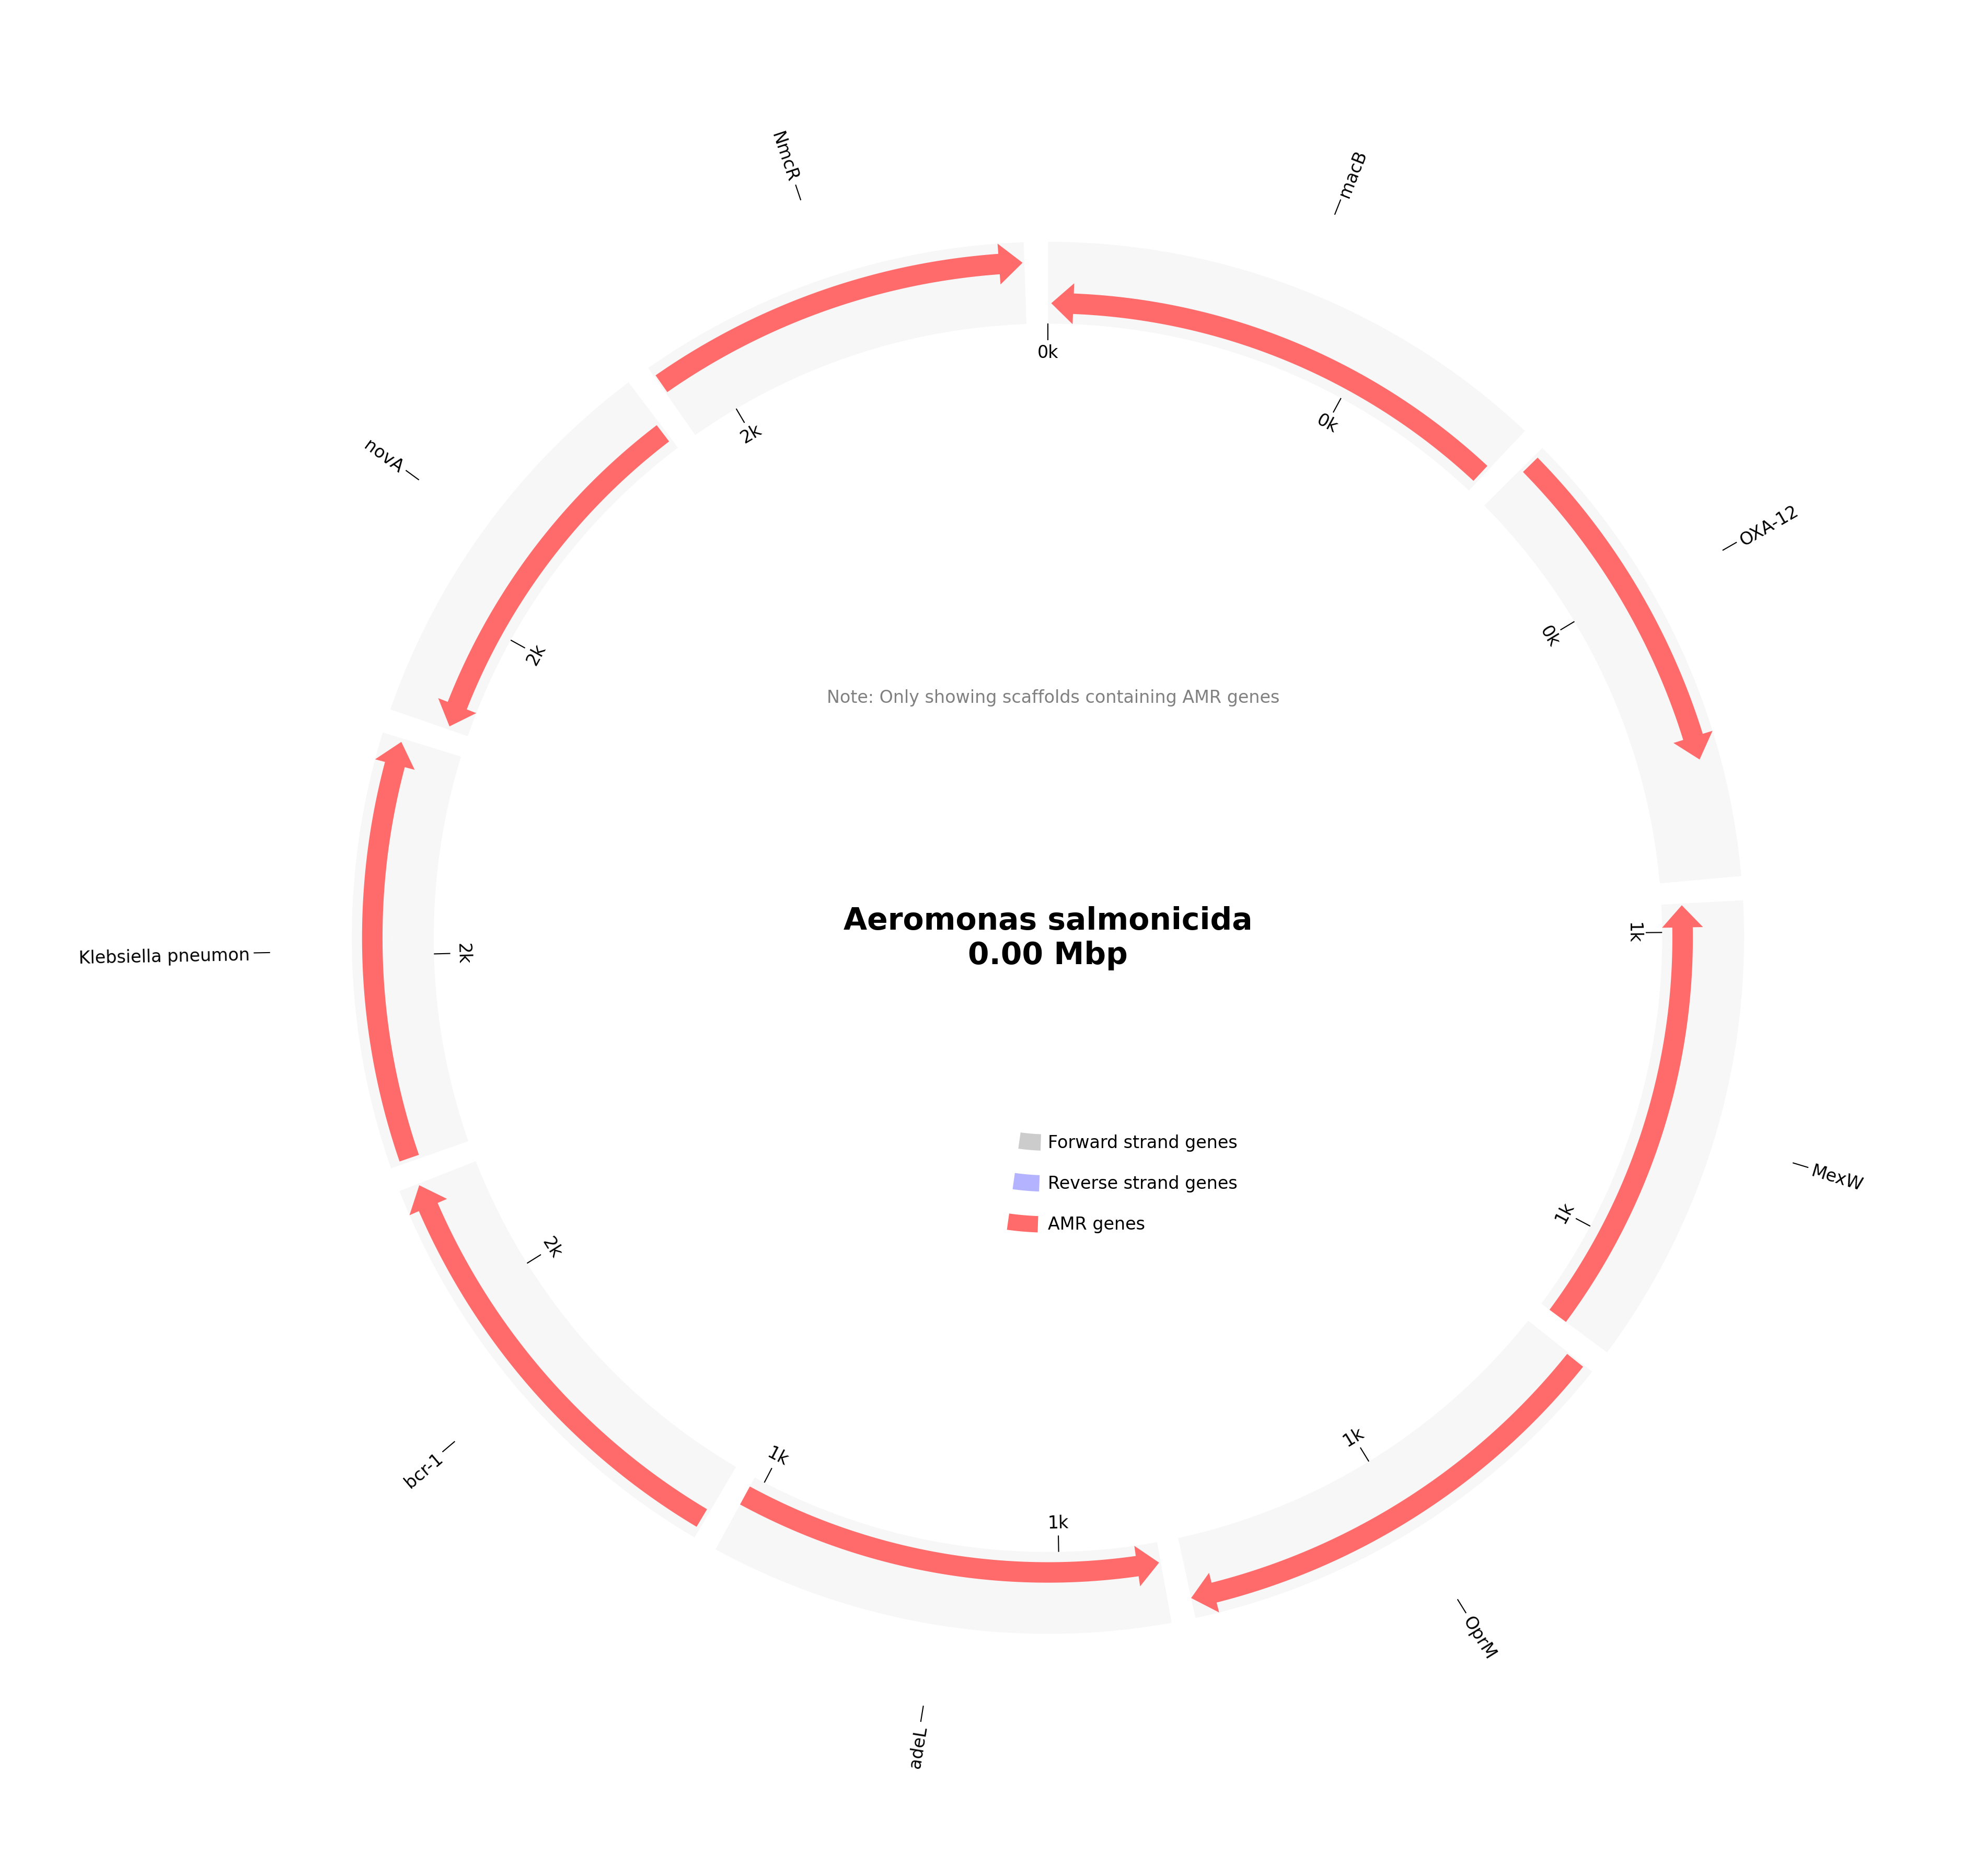 NmcR
macB
OXA-12
MexW
OprM
adeL
bcr-1
Klebsiella pneumon
novA
0k
0k
0k
1k
1k
1k
1k
1k
2k
2k
2k
2k
Note: Only showing scaffolds containing AMR genes
Aeromonas salmonicida
0.00 Mbp
Forward strand genes
Reverse strand genes
AMR genes